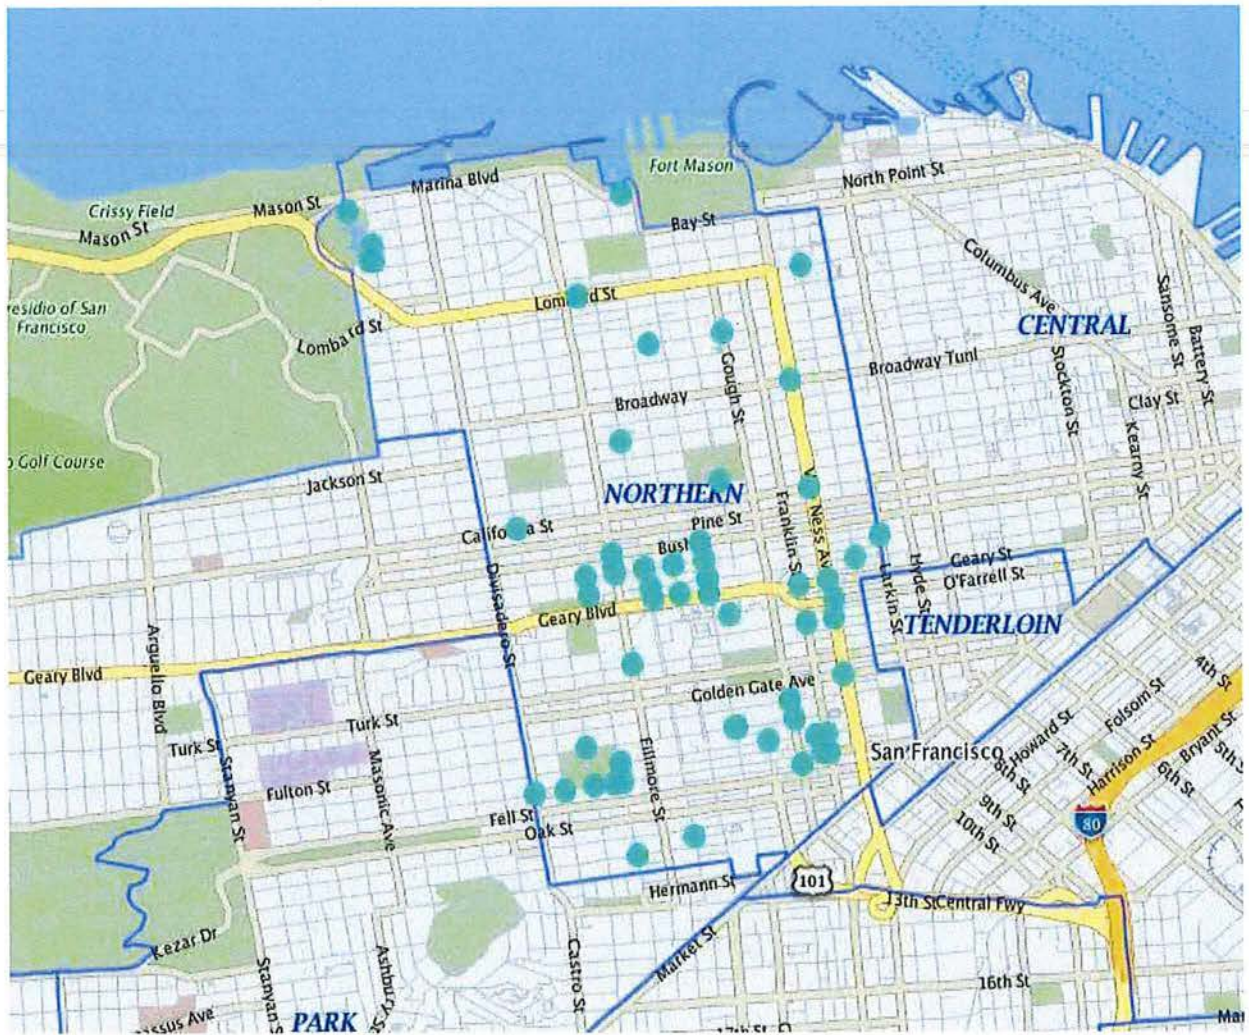 Fort Mason
Marina Blvd
North Point St
Crissy Field
Mason St
Mason St
Bay St
Columbus Ave
Sansome St
Battery St
Francisco
Lombard St
CENTRAL
Gough St
Stockton St
Broadway Tunl
Broadway
Clay St
Kearny St
Golf Course
Jackson St
NORTHERN
Franklin St
Ness Av
Pine St
Bush
Divisadero St
Geary St
O'Farrell St
Hyde St
Larkin St
TENDERLOIN
Geary Blvd
Arguello Blvd
Geary Blvd
4th St
Golden Gate Ave
Folsom St
Turk St
Turk St
Stanyan St
Masonic Ave
Fulton St
Fillmore St
San Francisco
Howard St
7th St
8th St
Harrison St
Bryant St
6th St
9th St
10th St
80
Fell St
Oak St
Hermann St
101
13th St
Central Fwy
Kezar Dr
Market St
Castro St
Ashbury St
Stanyan S
16th St
PARK